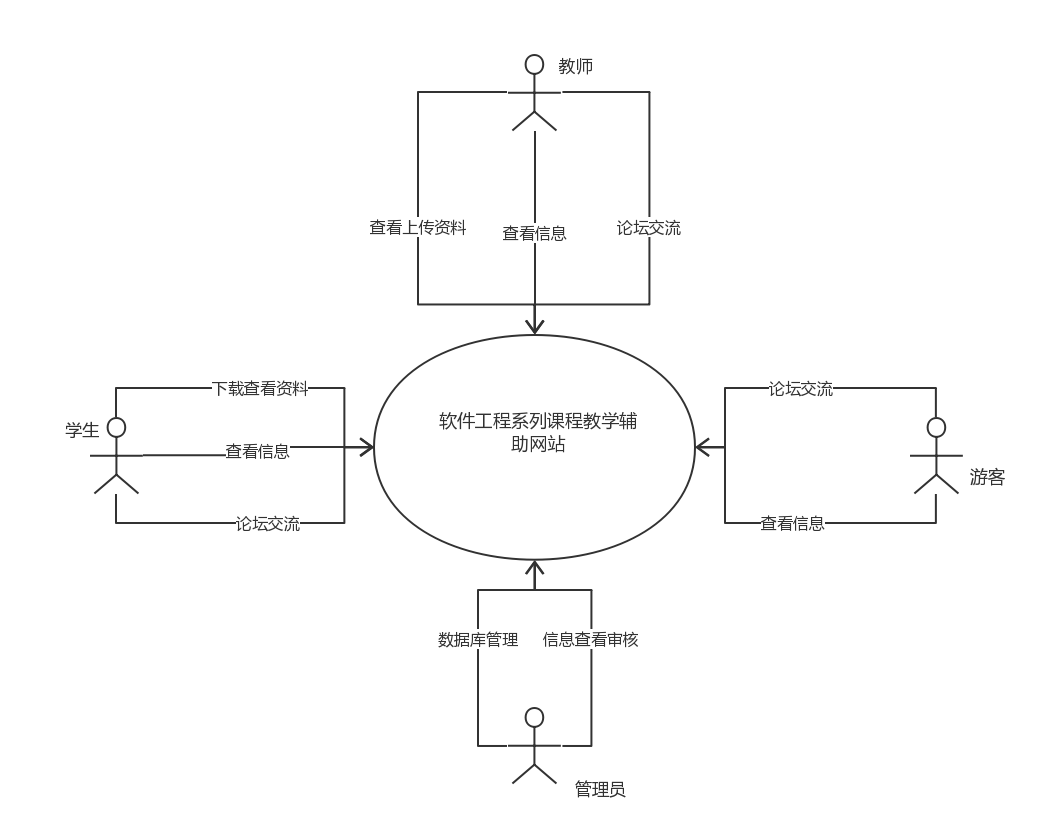 教师
查看上传资料
查看信息
论坛交流
下载查看资料
学生
查看信息
论坛交流
软件工程系列课程教学辅
助网站
论坛交流
游客
查看信息
数据库管理
信息查看审核
管理员